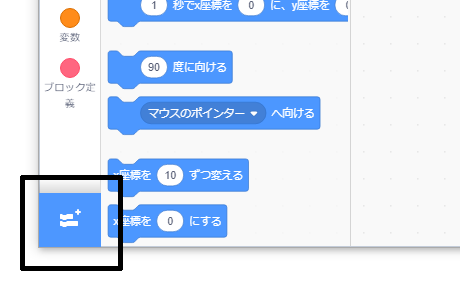 1 秒でx座標を 0 に、y座標を
変数
90 度に向ける
ブロック定
義
マウスのポインター へ向ける
x座標を 10 ずつ変える
x座標を 0 にする